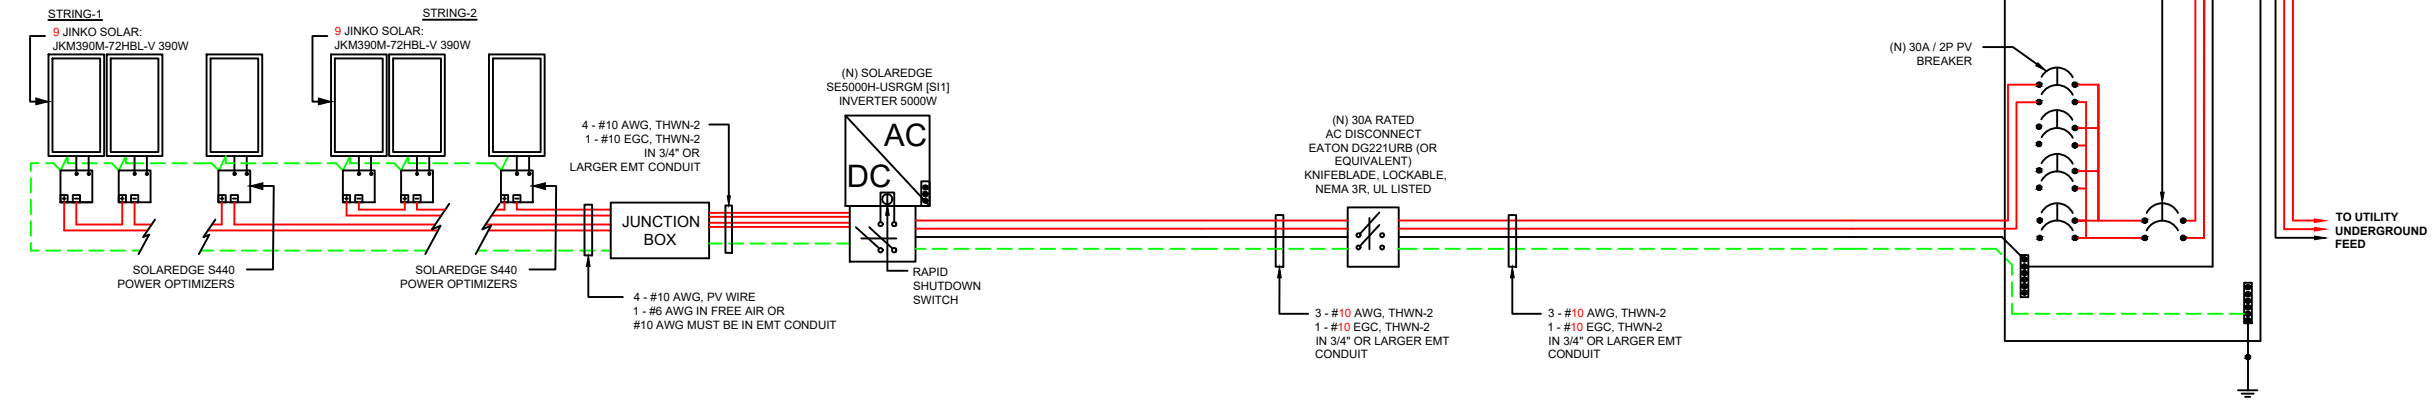 STRING-1
9 JINKO SOLAR:
JKM390M-72HBL-V 390W
STRING-2
9 JINKO SOLAR:
JKM390M-72HBL-V 390W
SOLAREDGE S440
POWER OPTIMIZERS
SOLAREDGE S440
POWER OPTIMIZERS
4 - #10 AWG, THWN-2
1 - #10 EGC, THWN-2
IN 3/4" OR
LARGER EMT CONDUIT
JUNCTION
BOX
4 - #10 AWG, PV WIRE
1 - #6 AWG IN FREE AIR OR
#10 AWG MUST BE IN EMT CONDUIT
(N) SOLAREDGE
SE5000H-USRGM [SI1]
INVERTER 5000W
AC
DC
RAPID
SHUTDOWN
SWITCH
(N) 30A RATED
AC DISCONNECT
EATON DG221URB (OR
EQUIVALENT)
KNIFEBLADE, LOCKABLE,
NEMA 3R, UL LISTED
3 - #10 AWG, THWN-2
1 - #10 EGC, THWN-2
IN 3/4" OR LARGER EMT
CONDUIT
3 - #10 AWG, THWN-2
1 - #10 EGC, THWN-2
IN 3/4" OR LARGER EMT
CONDUIT
(N) 30A / 2P PV
BREAKER
TO UTILITY
UNDERGROUND
FEED